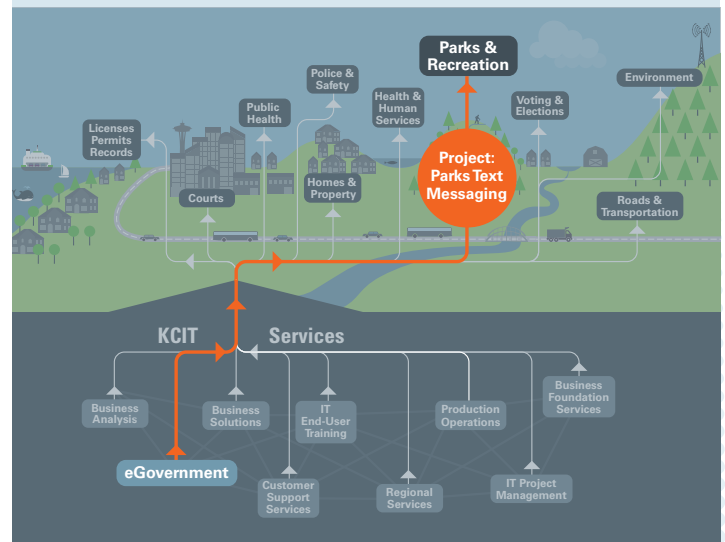 Parks &
Recreation
Police &
Safety
Environment
Health &
Human
Services
Public
Health
Voting &
Elections
Licenses
Permits
Records
Project:
Parks Text
Messaging
Courts
Homes &
Property
Roads &
Transportation
KCIT
Services
Business
Analysis
Business
Solutions
IT
End-User
Training
Production
Operations
Business
Foundation
Services
eGovernment
Customer
Support
Services
Regional
Services
IT Project
Management